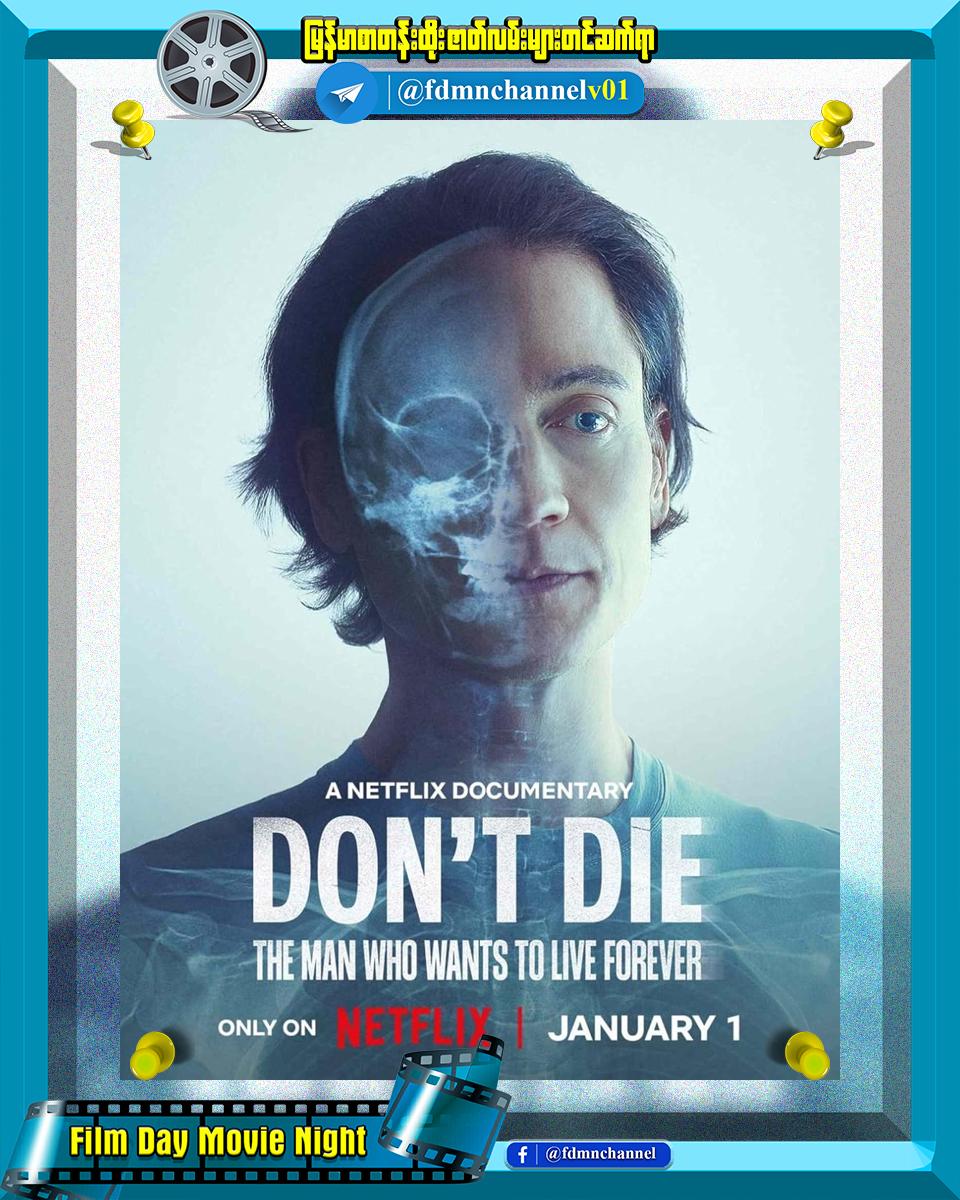 မြန်မာစာတန်းထိုးဇာတ်လမ်းများတင်ဆက်ရာ
@fdmnchannelv01
A NETFLIX DOCUMENTARY
DON'T DIE
THE MAN WHO WANTS TO LIVE FOREVER
ONLY ON NETFLIX | JANUARY 1
Film Day Movie Night
f | @fdmnchannel